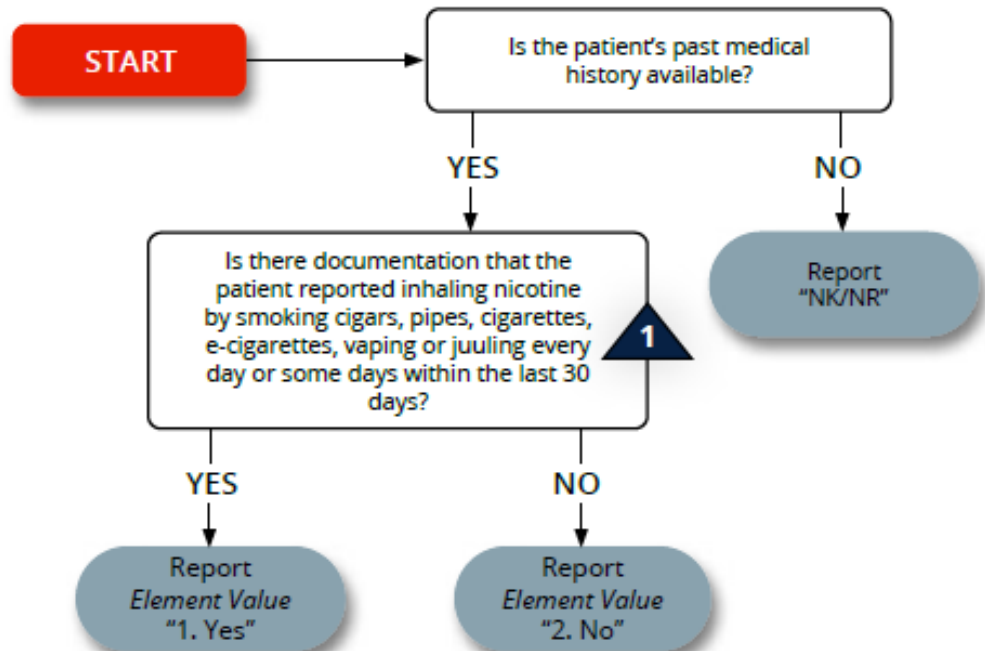 START
Is the patient’s past medical
history available?
YES
NO
Is there documentation that the
patient reported inhaling nicotine
by smoking cigars, pipes, cigarettes,
e-cigarettes, vaping or juuling every
day or some days within the last 30
days?
1
Report
“NK/NR”
YES
NO
Report
Element Value
“1. Yes”
Report
Element Value
“2. No”